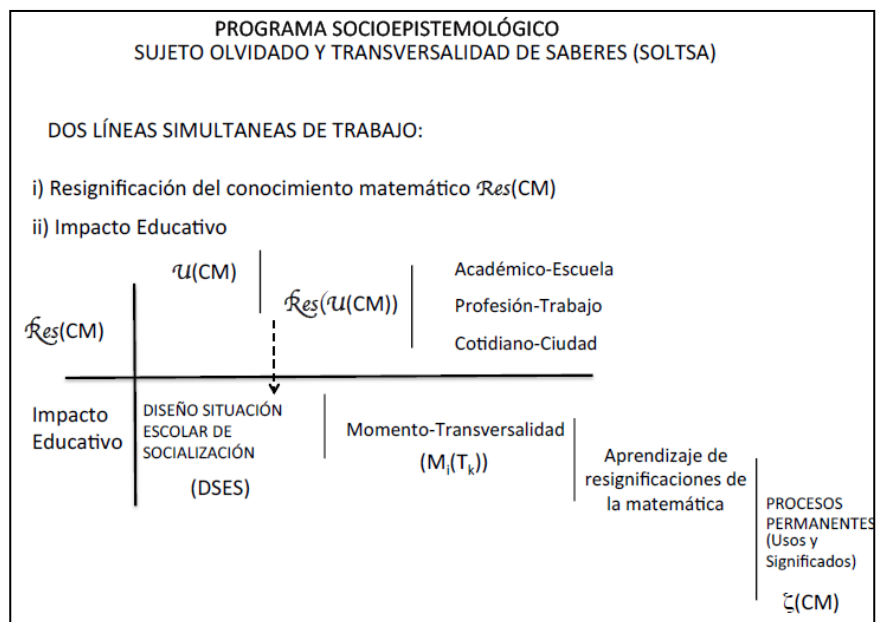 PROGRAMA SOCIOEPISTEMOLÓGICO
SUJETO OLVIDADO Y TRANSVERSALIDAD DE SABERES (SOLTSA)
DOS LÍNEAS SIMULTANEAS DE TRABAJO:
i) Resignificación del conocimiento matemático Res(CM)
ii) Impacto Educativo
U(CM)
Res(U(CM))
Académico-Escuela
Profesión-Trabajo
Cotidiano-Ciudad
Res(CM)
Impacto
Educativo
DISEÑO SITUACIÓN
ESCOLAR DE
SOCIALIZACIÓN
(DSES)
Momento-Transversalidad
(Mᵢ(Tₖ))
Aprendizaje de
resignificaciones de
la matemática
PROCESOS
PERMANENTES
(Usos y
Significados)
ζ(CM)